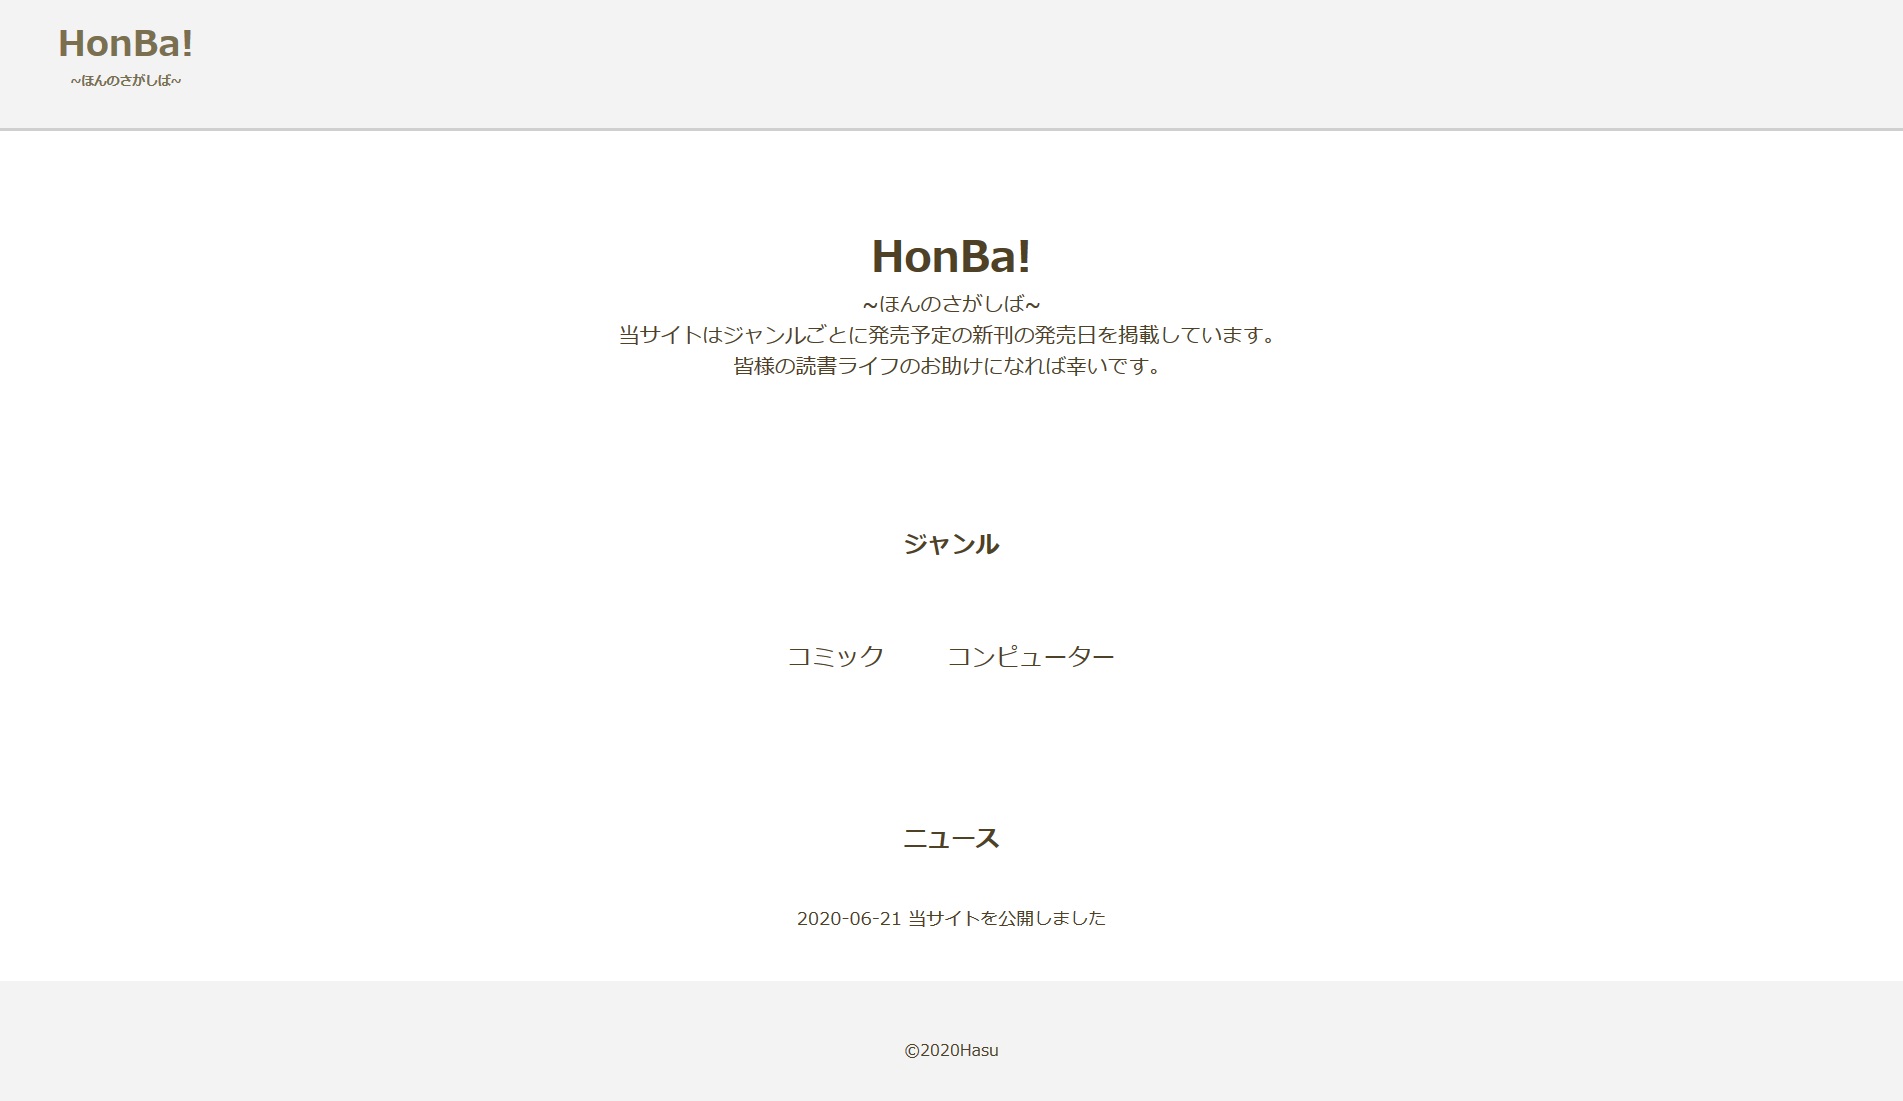 HonBa!
~ほんのさがしば~
HonBa!
~ほんのさがしば~
当サイトはジャンルごとに発売予定の新刊の発売日を掲載しています。
皆様の読書ライフのお助けになれば幸いです。
ジャンル
コミック コンピューター
ニュース
2020-06-21 当サイトを公開しました
©2020Hasu